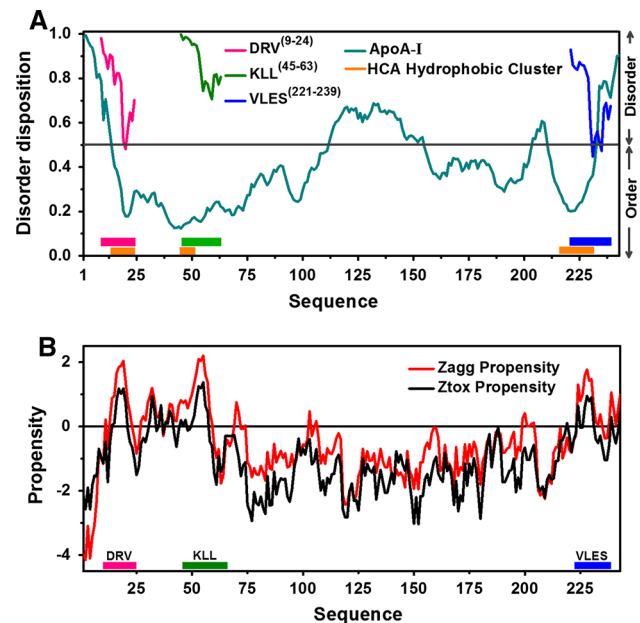 A
DRV(9-24)
KLL(45-63)
VLES(221-239)
ApoA-I
HCA Hydrophobic Cluster
Disorder disposition
1.0
0.8
0.6
0.4
0.2
0.0
Disorder
Order
1 25 50 75 100 125 150 175 200 225
Sequence
B
Zagg Propensity
Ztox Propensity
Propensity
2
0
-2
-4
DRV KLL VLES
25 50 75 100 125 150 175 200 225
Sequence